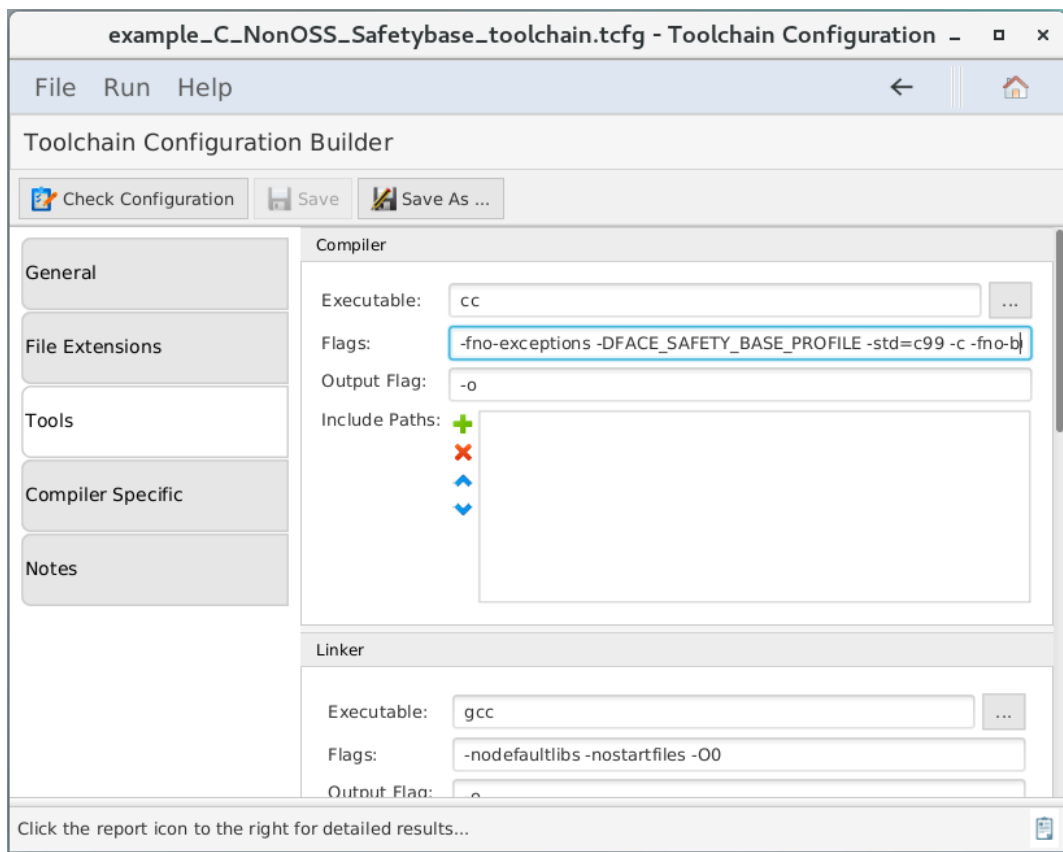 example_C_NonOSS_Safetybase_toolchain.tcfg - Toolchain Configuration
File Run Help
Toolchain Configuration Builder
Check Configuration Save Save As ...
General
File Extensions
Tools
Compiler Specific
Notes
Compiler
Executable: cc ...
Flags: -fno-exceptions -DFACE_SAFETY_BASE_PROFILE -std=c99 -c
Output Flag: -o
Include Paths:
Linker
Executable: gcc ...
Flags: -nodefaultlibs -nostartfiles -O0
Output Flag: -o
Click the report icon to the right for detailed results...